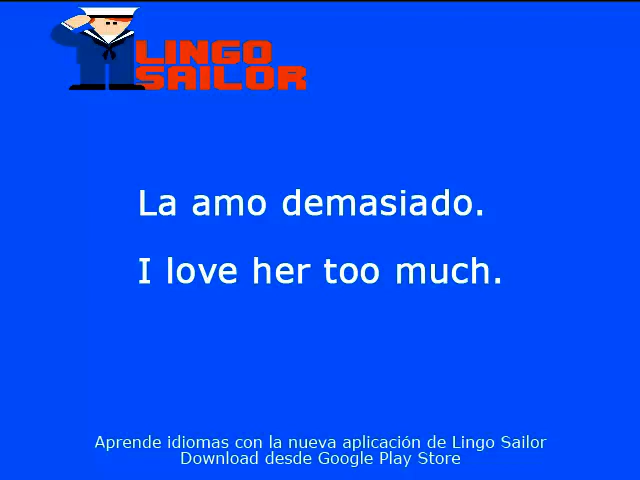 LINGO
SAILOR
La amo demasiado.
I love her too much.
Aprende idiomas con la nueva aplicación de Lingo Sailor
Download desde Google Play Store